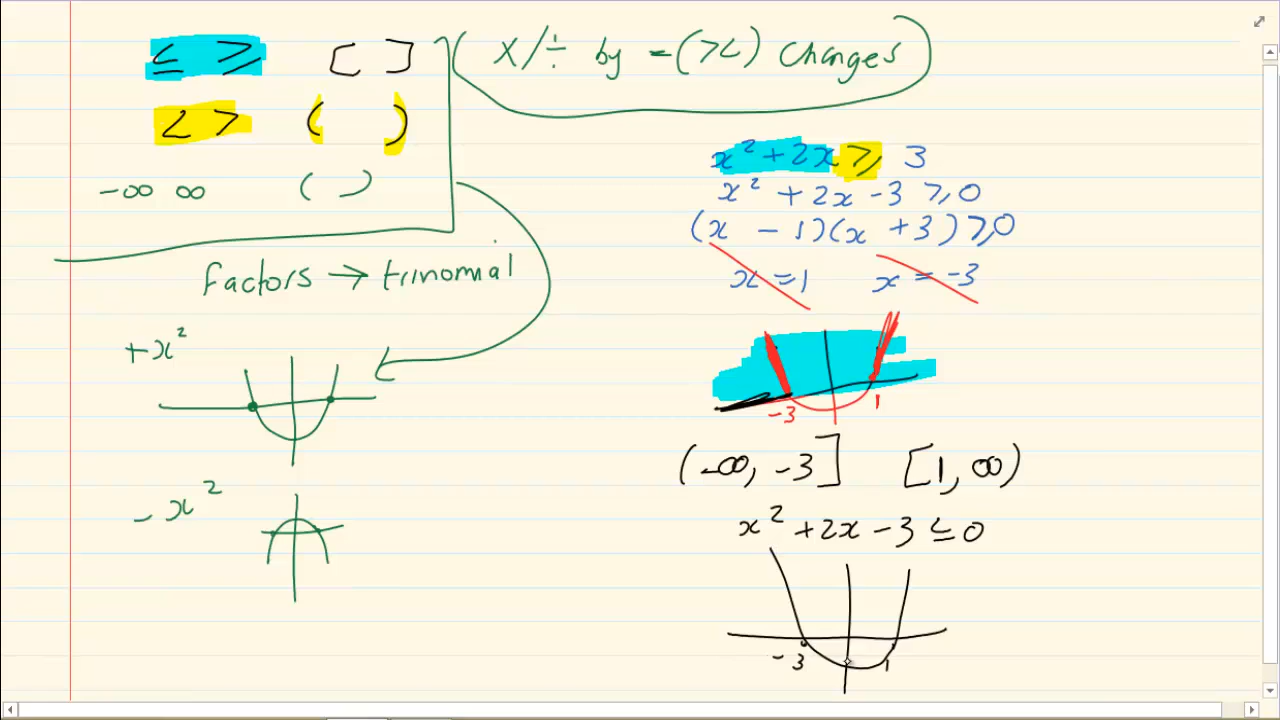 ≤ ≥ [ ]
< > ( )
-∞ ∞ ( )
(x/÷ by -(><) Changes)
Factors → trinomial
+x²
-x²
x² + 2x ≥ 3
x² + 2x - 3 ≥ 0
(x - 1)(x + 3) ≥ 0
x = 1 x = -3
-3 1
(-∞, -3] [1, ∞)
x² + 2x - 3 ≤ 0
-3 1